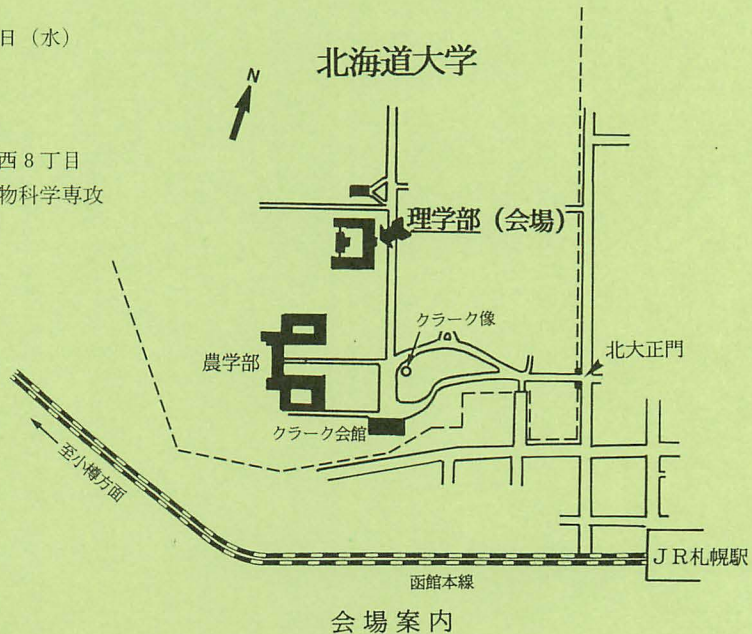 日（水）
北海道大学
N
西８丁目
物科学専攻
理学部（会場）
クラーク像
北大正門
農学部
クラーク会館
至小樽方面
ＪＲ札幌駅
函館本線
会場案内